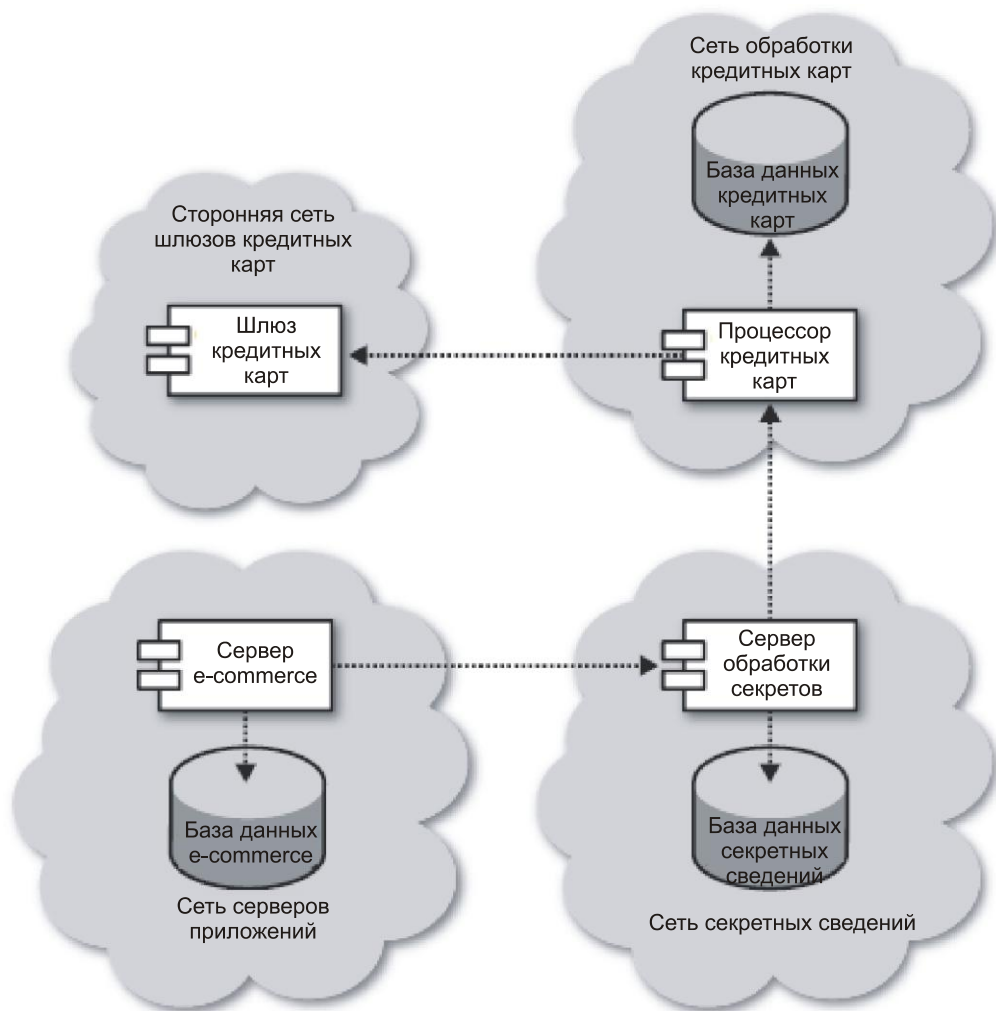 Сеть обработки
кредитных карт
База данных
кредитных
карт
Сторонняя сеть
шлюзов кредитных
карт
Шлюз
кредитных
карт
Процессор
кредитных
карт
Сервер
e-commerce
Сервер
обработки
секретов
База данных
e-commerce
База данных
секретных
сведений
Сеть серверов
приложений
Сеть секретных сведений